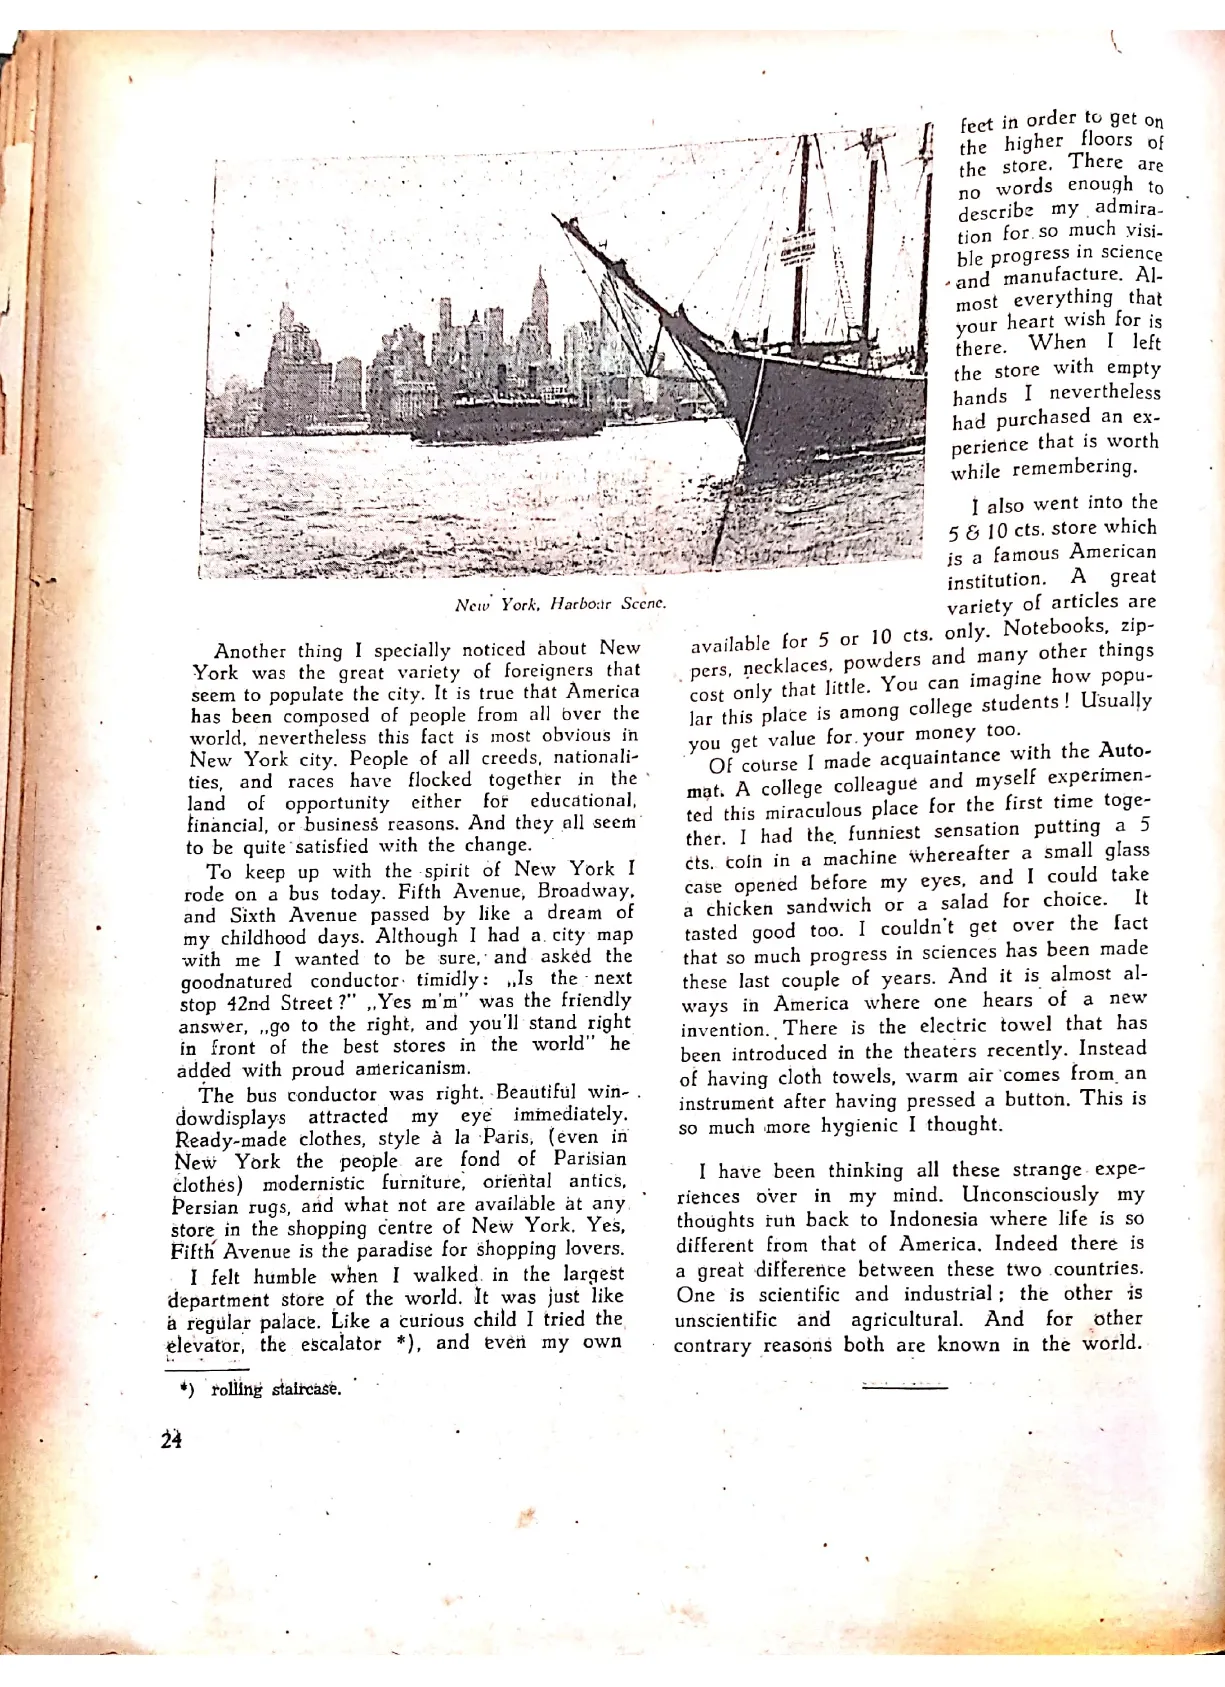 New York, Harbour Scene.
Another thing I specially noticed about New
York was the great variety of foreigners that
seem to populate the city. It is true that America
has been composed of people from all over the
world, nevertheless this fact is most obvious in
New York city. People of all creeds, nationali-
ties, and races have flocked together in the
land of opportunity either for educational,
financial, or business reasons. And they all seem
to be quite satisfied with the change.
To keep up with the spirit of New York I
rode on a bus today. Fifth Avenue, Broadway,
and Sixth Avenue passed by like a dream of
my childhood days. Although I had a city map
with me I wanted to be sure, and asked the
goodnatured conductor timidly: „Is the next
stop 42nd Street?" „Yes m'm" was the friendly
answer, „go to the right, and you'll stand right
in front of the best stores in the world" he
added with proud americanism.
The bus conductor was right. Beautiful win-
dowdisplays attracted my eye immediately.
Ready-made clothes, style à la Paris, (even in
New York the people are fond of Parisian
clothes) modernistic furniture, oriental antics,
Persian rugs, and what not are available at any
store in the shopping centre of New York. Yes,
Fifth Avenue is the paradise for shopping lovers.
I felt humble when I walked in the largest
department store of the world. It was just like
a regular palace. Like a curious child I tried the
elevator, the escalator *), and even my own
*) rolling staircase.
24
feet in order to get on
the higher floors of
the store. There are
no words enough to
describe my admira-
tion for so much visi-
ble progress in science
and manufacture. Al-
most everything that
your heart wish for is
there. When I left
the store with empty
hands I nevertheless
had purchased an ex-
perience that is worth
while remembering.
I also went into the
5 & 10 cts. store which
is a famous American
institution. A great
variety of articles are
available for 5 or 10 cts. only. Notebooks, zip-
pers, necklaces, powders and many other things
cost only that little. You can imagine how popu-
lar this place is among college students! Usually
you get value for your money too.
Of course I made acquaintance with the Auto-
mat. A college colleague and myself experimen-
ted this miraculous place for the first time toge-
ther. I had the funniest sensation putting a 5
cts. coin in a machine whereafter a small glass
case opened before my eyes, and I could take
a chicken sandwich or a salad for choice. It
tasted good too. I couldn't get over the fact
that so much progress in sciences has been made
these last couple of years. And it is almost al-
ways in America where one hears of a new
invention. There is the electric towel that has
been introduced in the theaters recently. Instead
of having cloth towels, warm air comes from an
instrument after having pressed a button. This is
so much more hygienic I thought.
I have been thinking all these strange expe-
riences over in my mind. Unconsciously my
thoughts run back to Indonesia where life is so
different from that of America. Indeed there is
a great difference between these two countries.
One is scientific and industrial; the other is
unscientific and agricultural. And for other
contrary reasons both are known in the world.